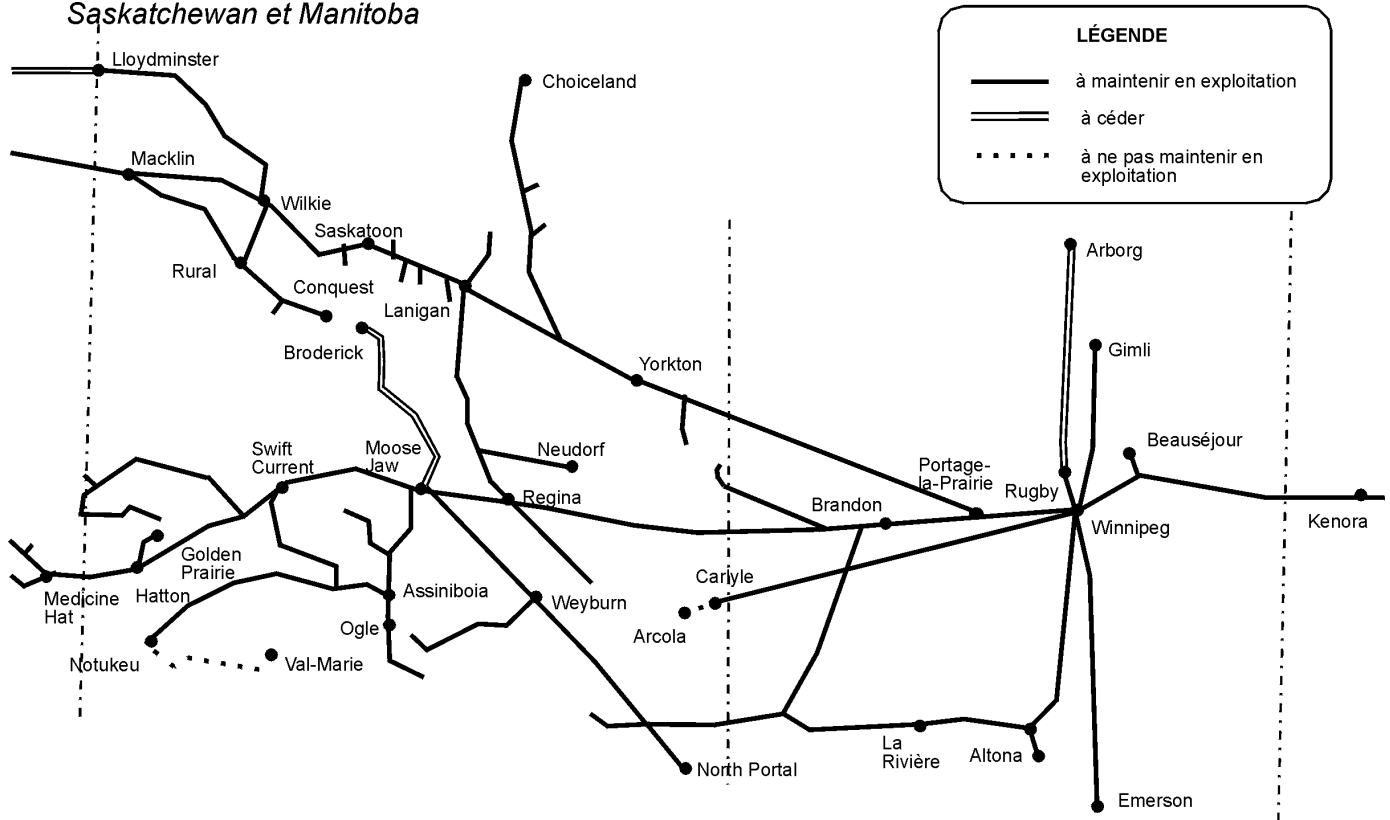 Saskatchewan et Manitoba
LÉGENDE
à maintenir en exploitation
à céder
à ne pas maintenir en
exploitation
Lloydminster
Choiceland
Macklin
Wilkie
Saskatoon
Rural
Conquest
Lanigan
Broderick
Yorkton
Arborg
Gimli
Beauséjour
Swift
Current
Moose
Jaw
Neudorf
Regina
Brandon
Portage-
la-Prairie
Rugby
Winnipeg
Kenora
Golden
Prairie
Medicine
Hat
Hatton
Assiniboia
Ogle
Weyburn
Carlyle
Arcola
Notukeu
Val-Marie
North Portal
La
Rivière
Altona
Emerson